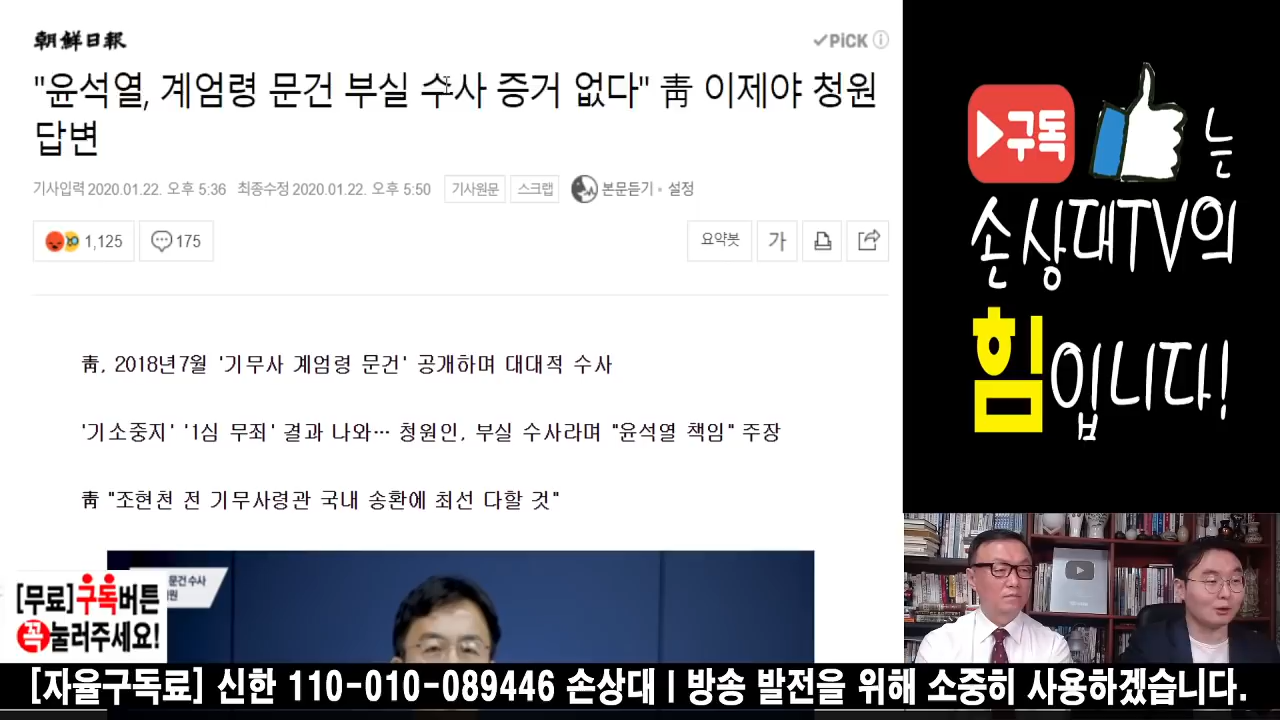 朝鮮日報
✓PiCK ⓘ
"윤석열, 계엄령 문건 부실 수사 증거 없다" 靑 이제야 청원
답변
기사입력 2020.01.22. 오후 5:36 최종수정 2020.01.22. 오후 5:50 기사원문 스크랩 본문듣기 · 설정
1,125 175 요약봇 가
靑, 2018년7월 '기무사 계엄령 문건' 공개하며 대대적 수사
'기소중지' '1심 무죄' 결과 나와… 청원인, 부실 수사라며 "윤석열 책임" 주장
靑 "조현천 전 기무사령관 국내 송환에 최선 다할 것"
문건 수사
[무료]구독버튼
꼭눌러주세요!
구독 는
손상대TV의
힘입니다!
[자율구독료] 신한 110-010-089446 손상대 | 방송 발전을 위해 소중히 사용하겠습니다.